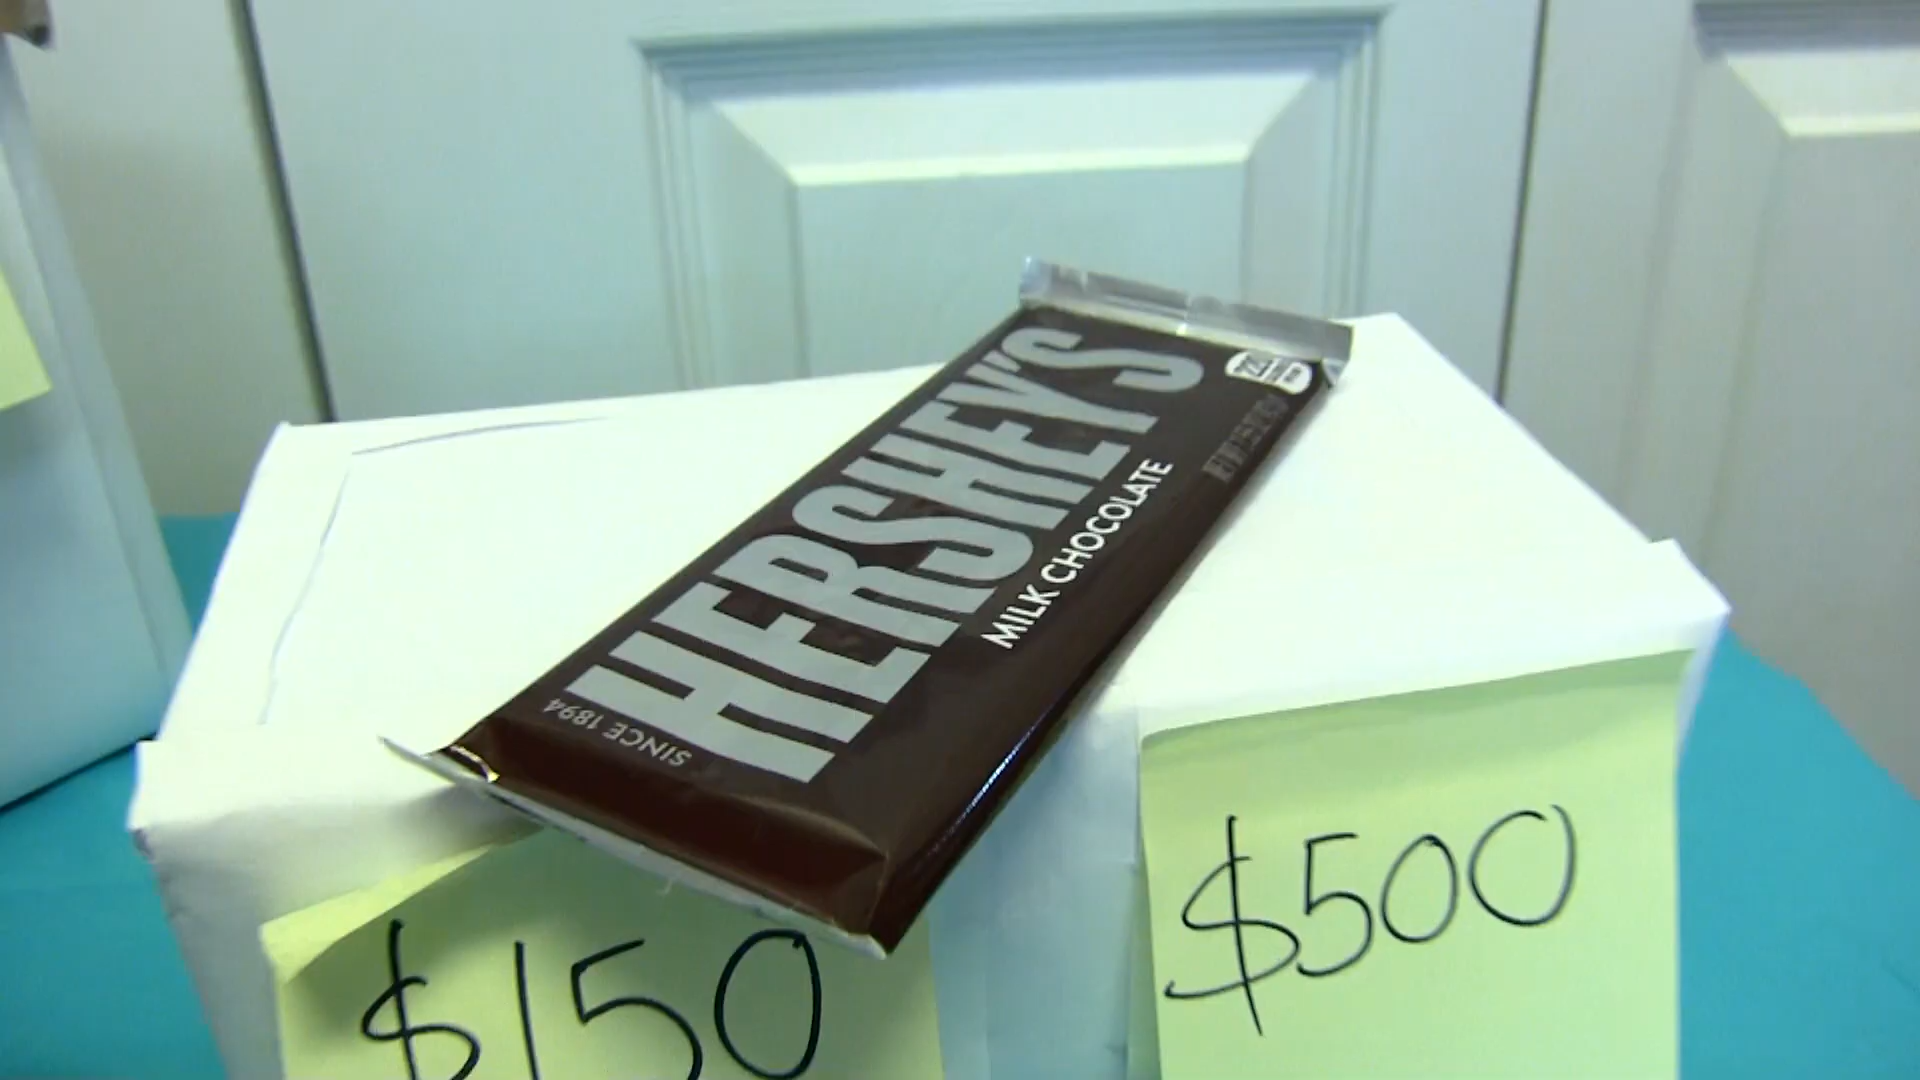 HERSHEY'S
MILK CHOCOLATE
SINCE 1894
$150
$500